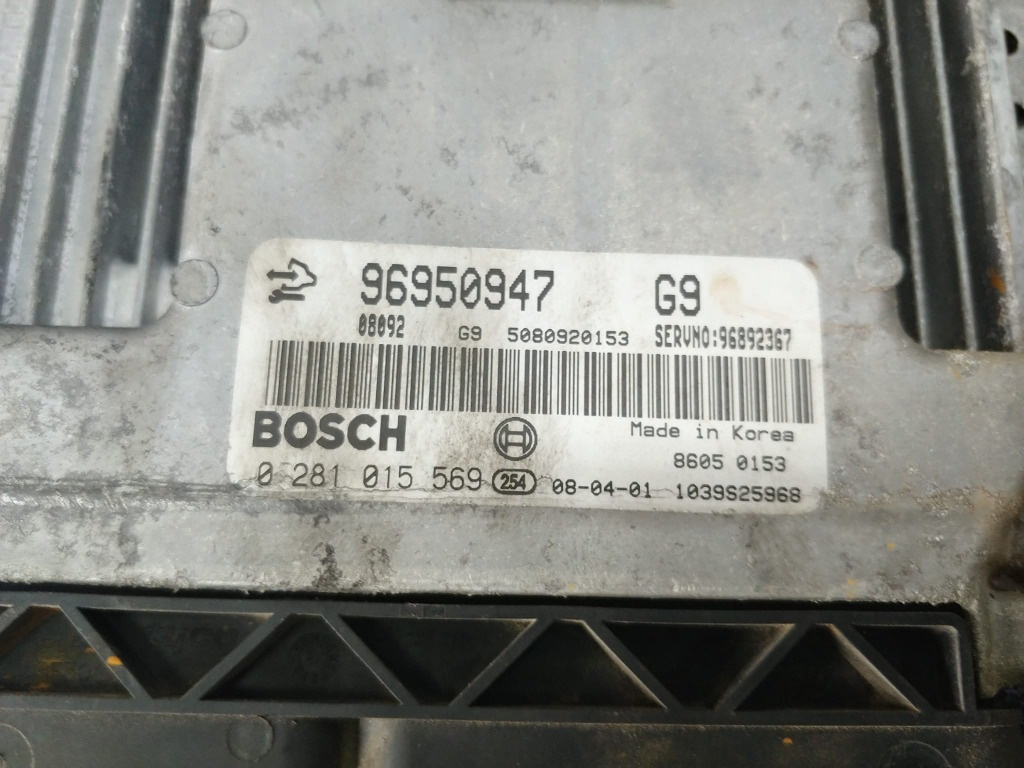 96950947 G9
08092 G9 5080920153 SERVNO:96892367
BOSCH
Made in Korea
8605 0153
0 281 015 569 254 08-04-01 1039S25968